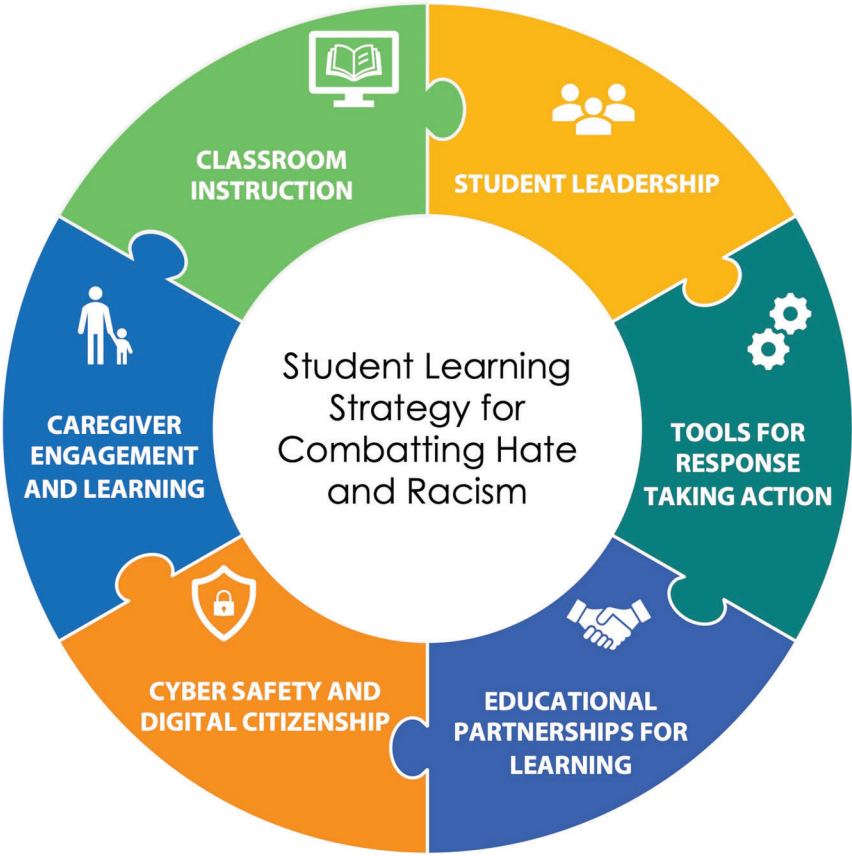 CLASSROOM
INSTRUCTION
STUDENT LEADERSHIP
TOOLS FOR
RESPONSE
TAKING ACTION
EDUCATIONAL
PARTNERSHIPS FOR
LEARNING
CYBER SAFETY AND
DIGITAL CITIZENSHIP
CAREGIVER
ENGAGEMENT
AND LEARNING
Student Learning
Strategy for
Combatting Hate
and Racism